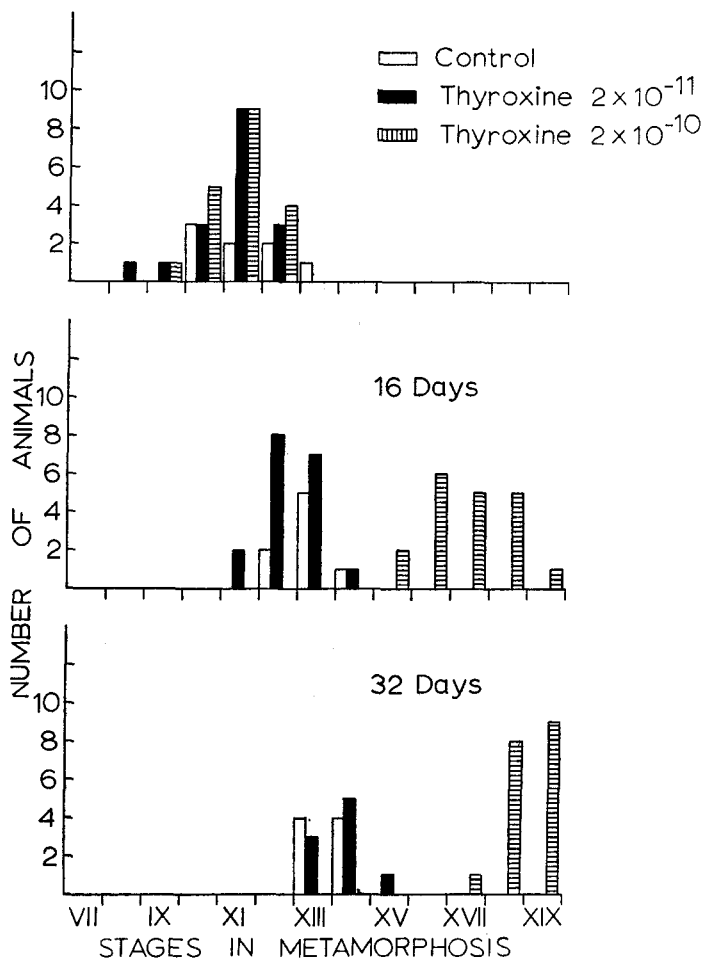 Control
Thyroxine 2×10⁻¹¹
Thyroxine 2×10⁻¹⁰
10
8
6
4
2
16 Days
10
8
6
4
2
32 Days
10
8
6
4
2
NUMBER OF ANIMALS
VII IX XI XIII XV XVII XIX
STAGES IN METAMORPHOSIS